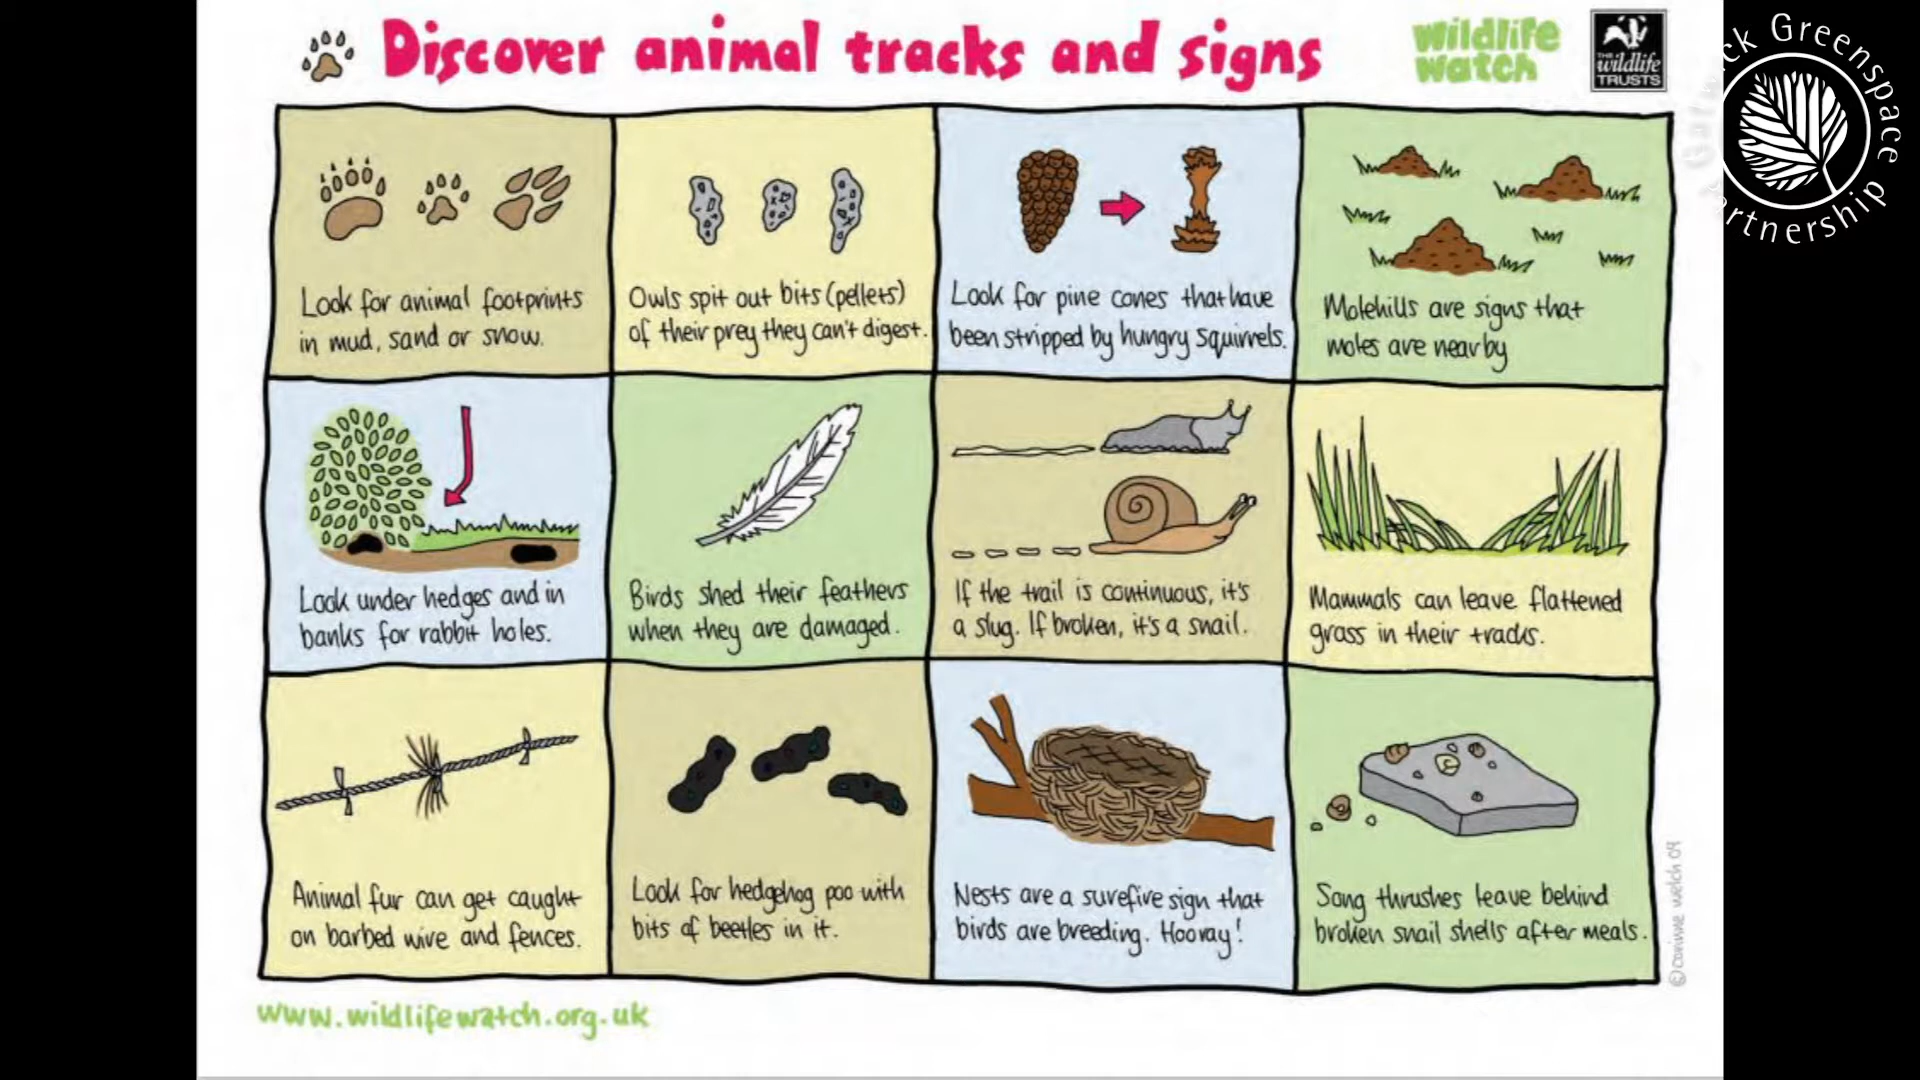 Discover animal tracks and signs
wildlife
watch
THE
wildlife
TRUSTS
Greenspace
Partnership
Look for animal footprints
in mud, sand or snow.
Owls spit out bits (pellets)
of their prey they can't digest.
Look for pine cones that have
been stripped by hungry squirrels.
Molehills are signs that
moles are nearby
Look under hedges and in
banks for rabbit holes.
Birds shed their feathers
when they are damaged.
If the trail is continuous, it's
a slug. If broken, it's a snail.
Mammals can leave flattened
grass in their tracks.
Animal fur can get caught
on barbed wire and fences.
Look for hedgehog poo with
bits of beetles in it.
Nests are a surefire sign that
birds are breeding. Hooray!
Song thrushes leave behind
broken snail shells after meals.
© corinne welch 09
www.wildlifewatch.org.uk